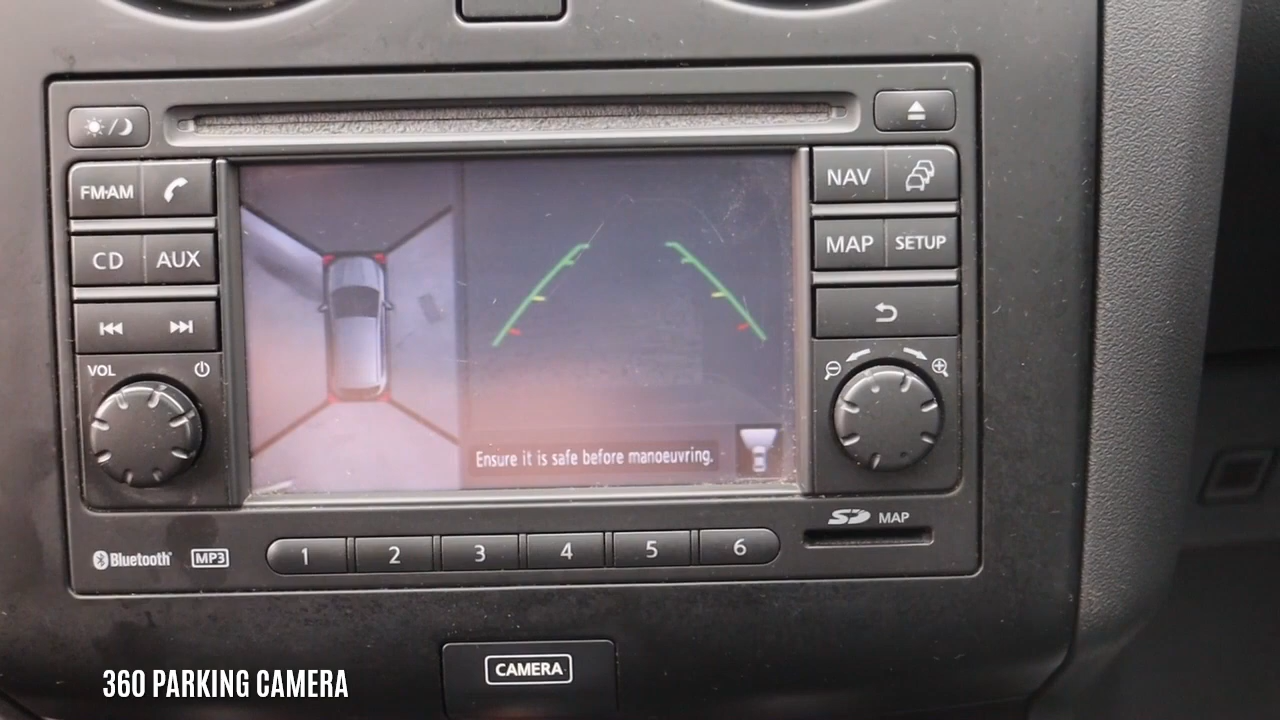 FM·AM
CD
AUX
VOL
NAV
MAP
SETUP
Ensure it is safe before manoeuvring.
Bluetooth
MP3
1
2
3
4
5
6
SD
MAP
CAMERA
360 PARKING CAMERA